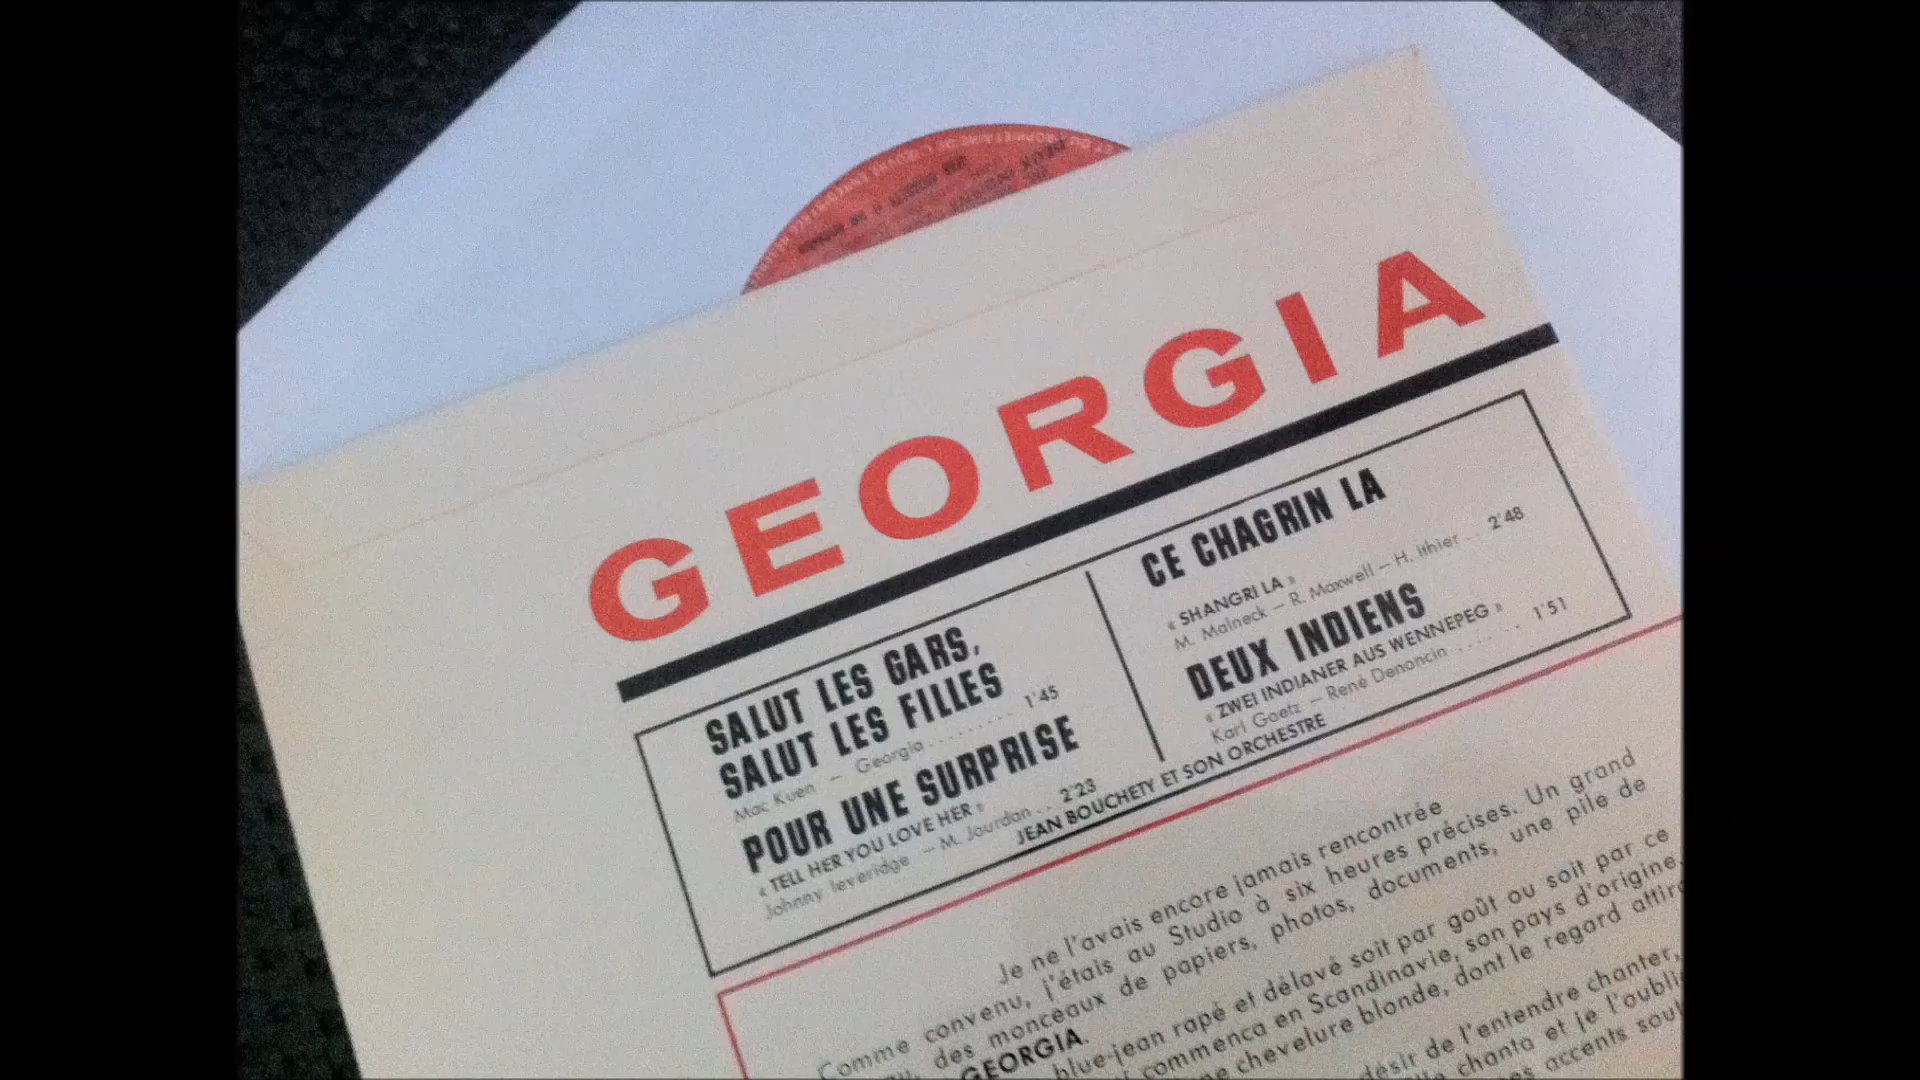 GEORGIA
SALUT LES GARS,
SALUT LES FILLES
Mac Kuen — Georgia ........ 1'45
POUR UNE SURPRISE
« TELL HER YOU LOVE HER »
Johnny leveridge — M. Jourdan .. 2'23
CE CHAGRIN LA
« SHANGRI LA »
M. Malneck — R. Maxwell — H. Ithier .. 2'48
DEUX INDIENS
« ZWEI INDIANER AUS WENNEPEG »
Karl Goetz — René Denoncin ....... 1'51
JEAN BOUCHETY ET SON ORCHESTRE
Je ne l'avais encore jamais rencontrée
Comme convenu, j'étais au Studio à six heures précises. Un grand
des monceaux de papiers, photos, documents, une pile de
GEORGIA.
blue-jean rapé et délavé soit par goût ou soit par ce
commenca en Scandinavie, son pays d'origine,
chevelure blonde, dont le regard
désir de l'entendre chanter,
chanta et je
accents